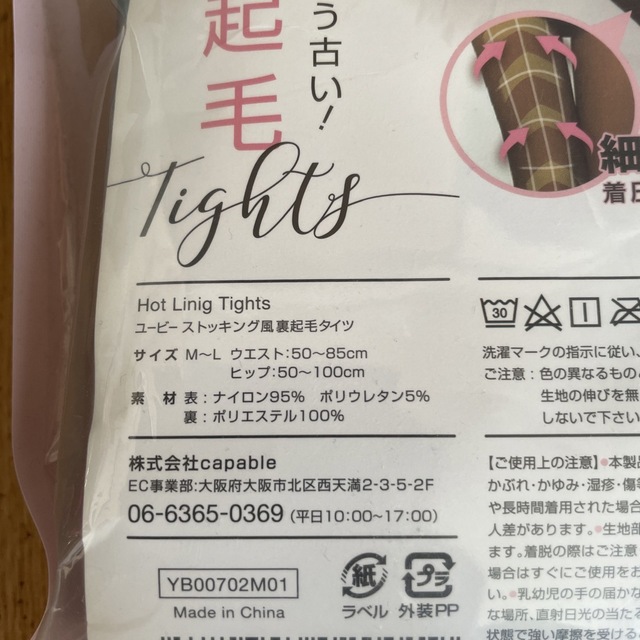 う古い!
起毛
Tights
細
着
Hot Linig Tights
ユービー ストッキング風裏起毛タイツ
サイズ M〜L ウエスト:50〜85cm
ヒップ:50〜100cm
素 材 表:ナイロン95% ポリウレタン5%
裏:ポリエステル100%
株式会社capable
EC事業部:大阪府大阪市北区西天満2-3-5-2F
06-6365-0369 (平日10:00〜17:00)
YB00702M01
Made in China
紙
ラベル
プラ
外装PP
30
洗濯マークの指示に従い、
ご注意:色の異なるもの
生地の伸びを無
しないで下さい
【ご使用上の注意】●本製品
かぶれ・かゆみ・湿疹・傷等
や長時間着用された場合
人差があります。●生地部
ます。着脱の際はご注意
場合はすぐにご使用をお
い。●乳幼児の手の届かな
な場所、直射日光の当たる
状態で強い摩擦を受ける